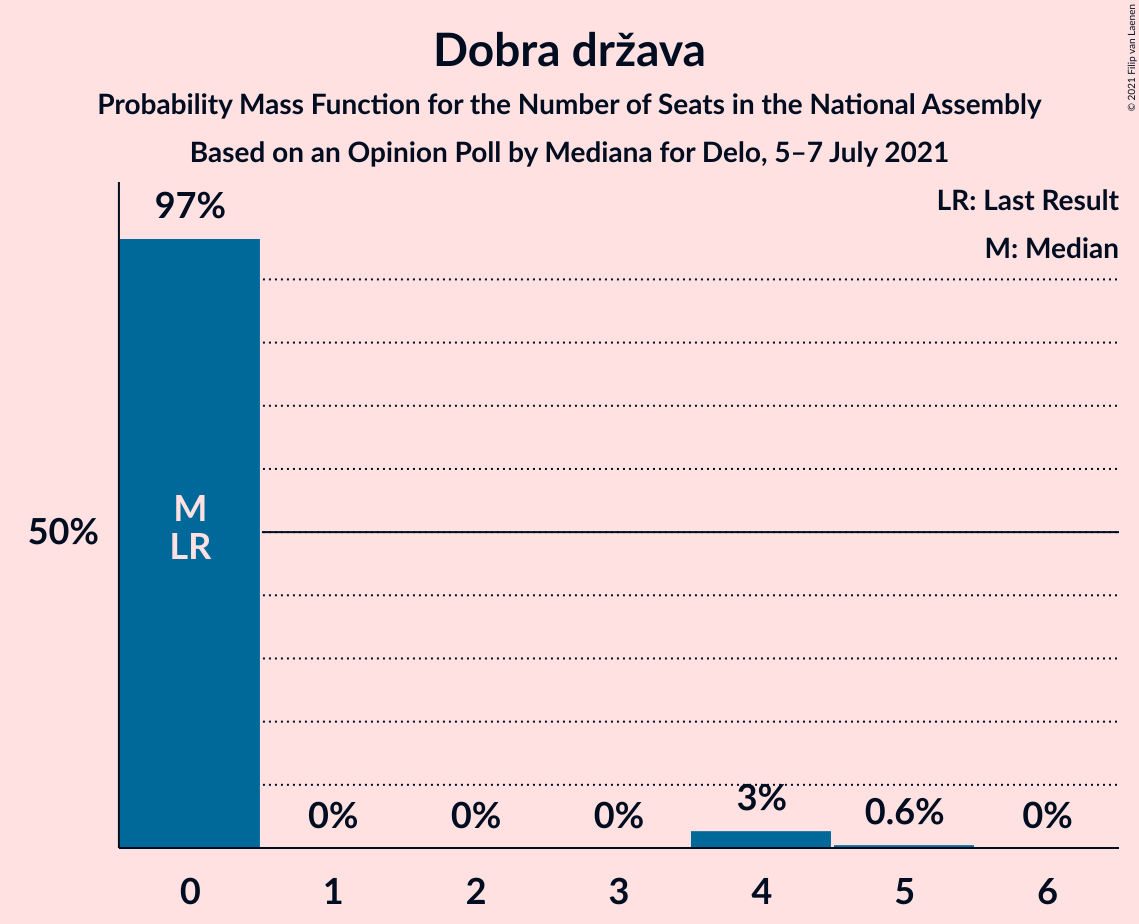 Dobra država
Probability Mass Function for the Number of Seats in the National Assembly
Based on an Opinion Poll by Mediana for Delo, 5–7 July 2021
© 2021 Filip van Laenen
LR: Last Result
M: Median
97%
M
LR
50%
0%
0%
0%
3%
0.6%
0%
0
1
2
3
4
5
6